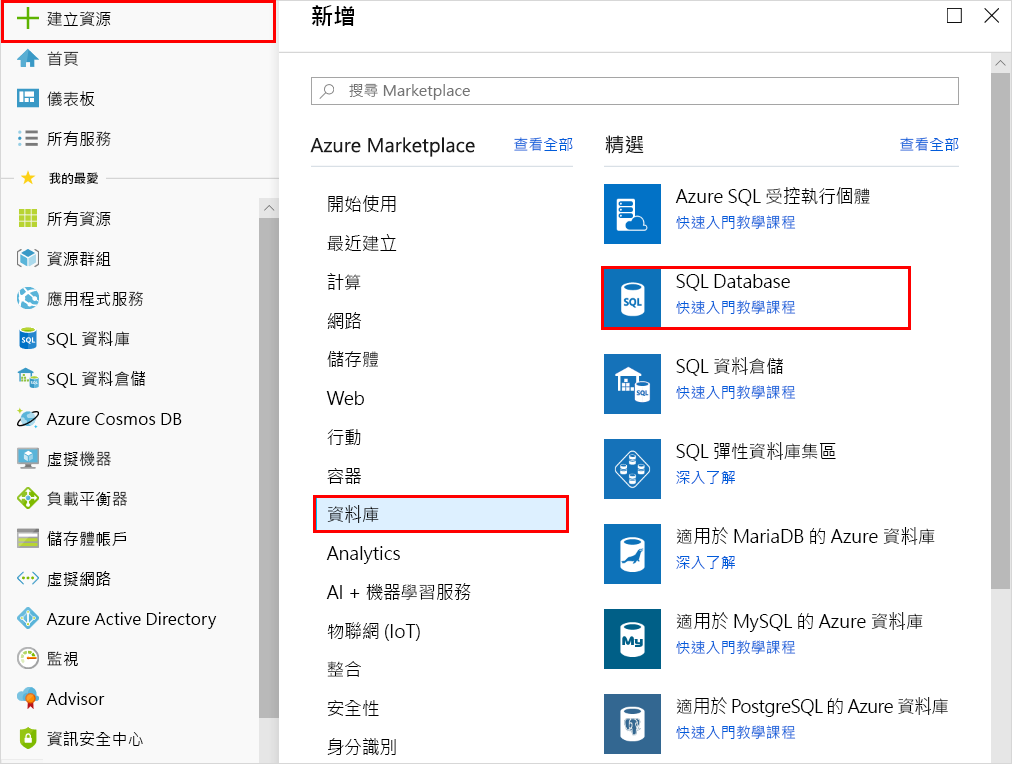 建立資源
首頁
儀表板
所有服務
我的最愛
所有資源
資源群組
應用程式服務
SQL 資料庫
SQL 資料倉儲
Azure Cosmos DB
虛擬機器
負載平衡器
儲存體帳戶
虛擬網路
Azure Active Directory
監視
Advisor
資訊安全中心
新增
搜尋 Marketplace
Azure Marketplace
查看全部
開始使用
最近建立
計算
網路
儲存體
Web
行動
容器
資料庫
Analytics
AI + 機器學習服務
物聯網 (IoT)
整合
安全性
身分識別
精選
查看全部
Azure SQL 受控執行個體
快速入門教學課程
SQL
SQL Database
快速入門教學課程
SQL
SQL 資料倉儲
快速入門教學課程
SQL 彈性資料庫集區
深入了解
適用於 MariaDB 的 Azure 資料庫
深入了解
My
適用於 MySQL 的 Azure 資料庫
快速入門教學課程
適用於 PostgreSQL 的 Azure 資料庫
快速入門教學課程